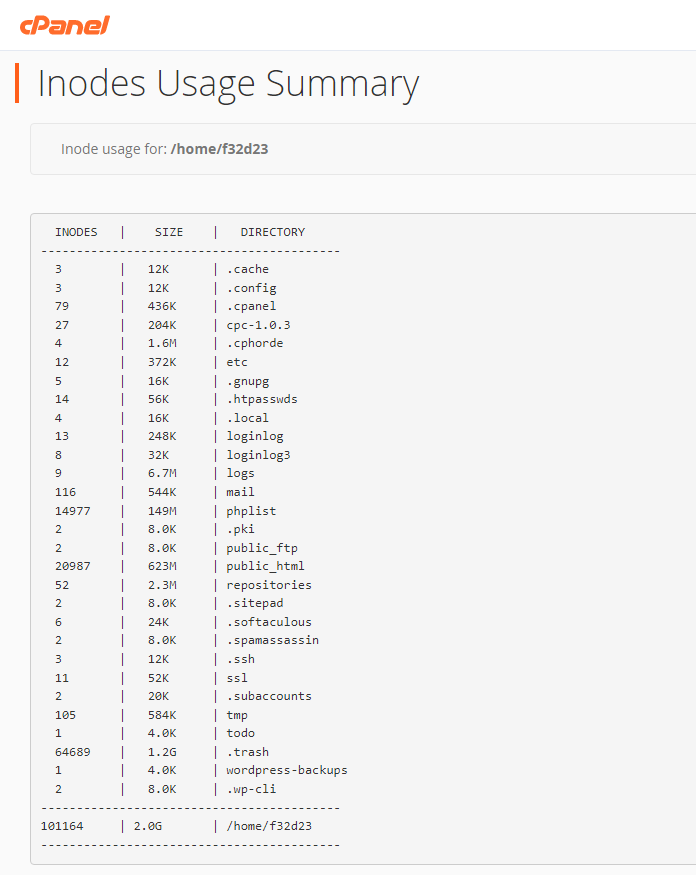 cPanel
Inodes Usage Summary
Inode usage for: /home/f32d23
INODES | SIZE | DIRECTORY
------------------------------------------
3 | 12K | .cache
3 | 12K | .config
79 | 436K | .cpanel
27 | 204K | cpc-1.0.3
4 | 1.6M | .cphorde
12 | 372K | etc
5 | 16K | .gnupg
14 | 56K | .htpasswds
4 | 16K | .local
13 | 248K | loginlog
8 | 32K | loginlog3
9 | 6.7M | logs
116 | 544K | mail
14977 | 149M | phplist
2 | 8.0K | .pki
2 | 8.0K | public_ftp
20987 | 623M | public_html
52 | 2.3M | repositories
2 | 8.0K | .sitepad
6 | 24K | .softaculous
2 | 8.0K | .spamassassin
3 | 12K | .ssh
11 | 52K | ssl
2 | 20K | .subaccounts
105 | 584K | tmp
1 | 4.0K | todo
64689 | 1.2G | .trash
1 | 4.0K | wordpress-backups
2 | 8.0K | .wp-cli
------------------------------------------
101164 | 2.0G | /home/f32d23
------------------------------------------